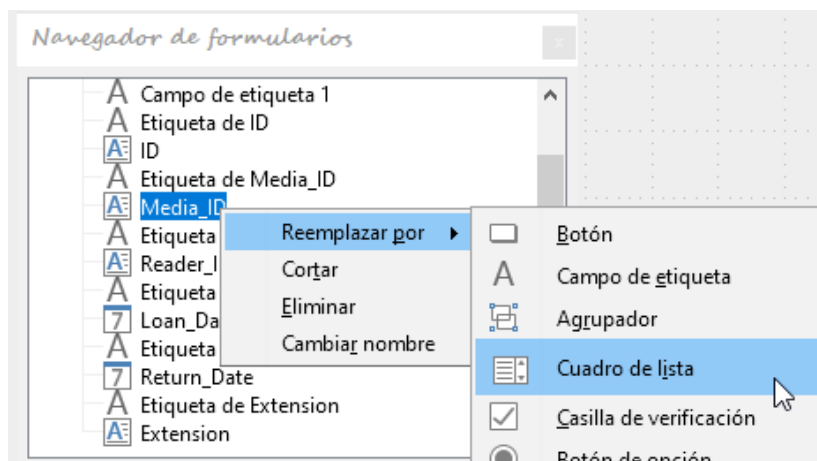 Navegador de formularios
x
Campo de etiqueta 1
Etiqueta de ID
ID
Etiqueta de Media_ID
Media_ID
Etiqueta
Reader_I
Etiqueta
Loan_Da
Etiqueta
Return_Date
Etiqueta de Extension
Extension
Reemplazar por
Cortar
Eliminar
Cambiar nombre
Botón
Campo de etiqueta
Agrupador
Cuadro de lista
Casilla de verificación
Botón de opción